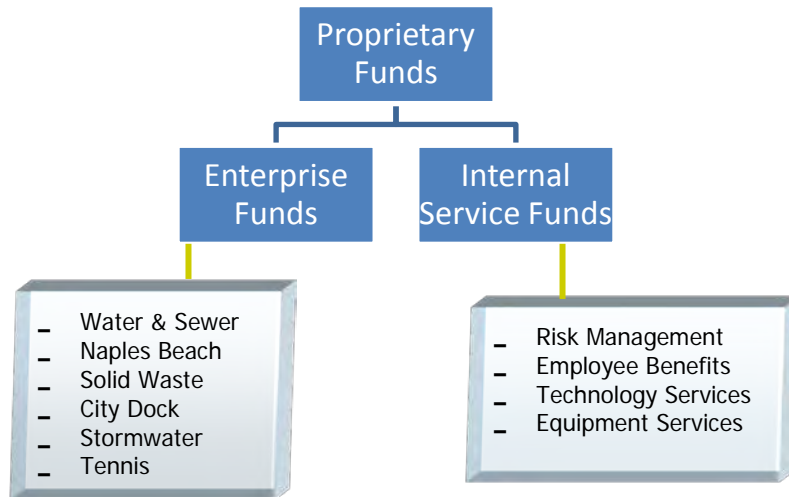 Proprietary
Funds
Enterprise
Funds
Internal
Service Funds
– Water & Sewer
– Naples Beach
– Solid Waste
– City Dock
– Stormwater
– Tennis
– Risk Management
– Employee Benefits
– Technology Services
– Equipment Services